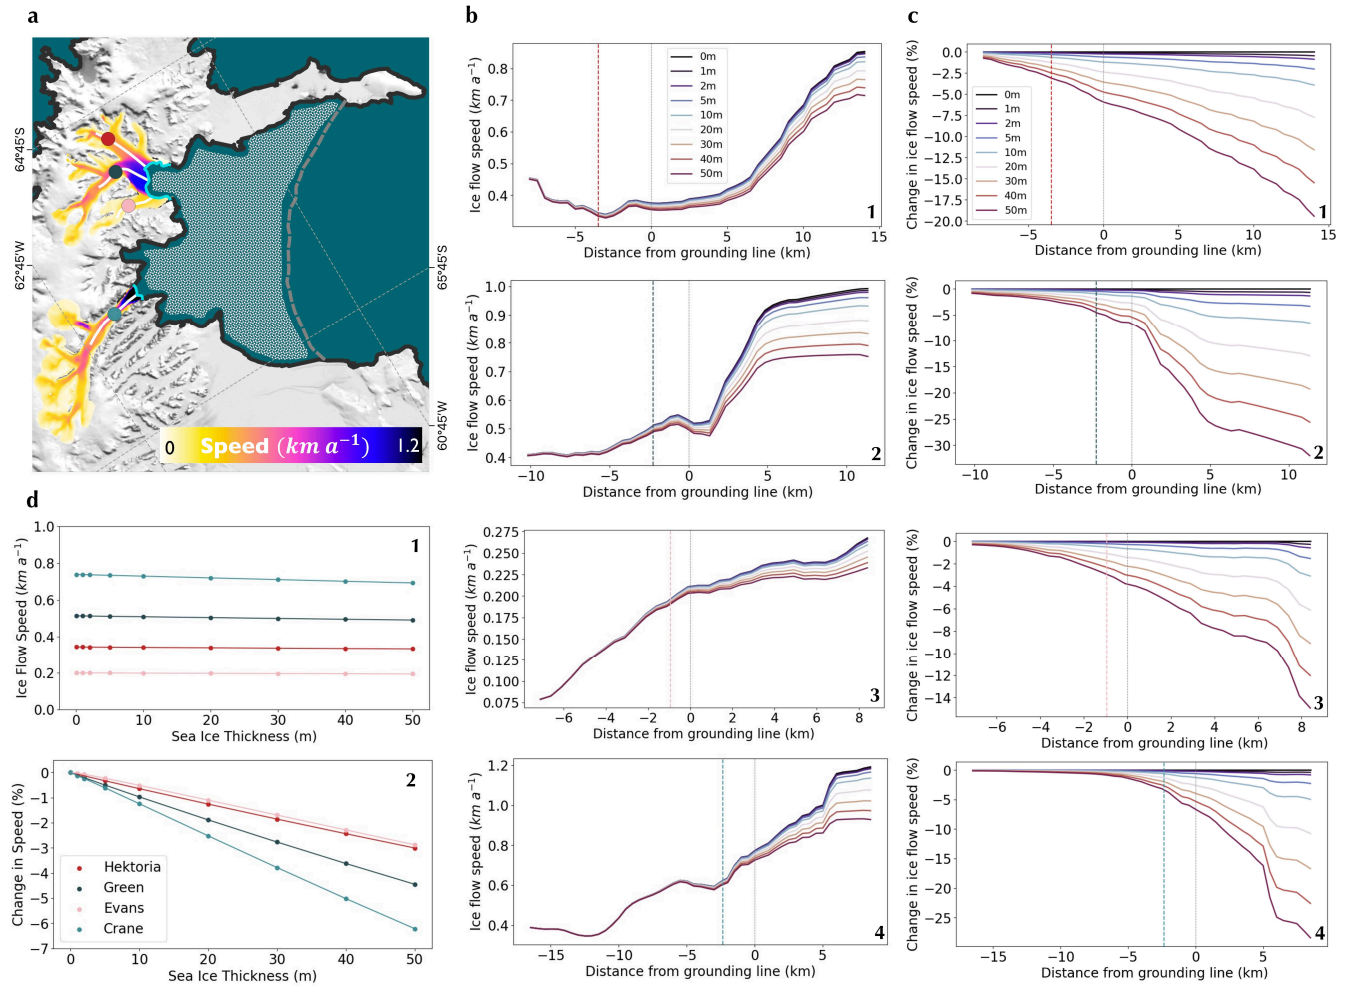 a
64°45'S
62°45'W
65°45'S
60°45'W
0 Speed (km a⁻¹) 1.2
b
Ice flow speed (km a⁻¹)
0.8
0.7
0.6
0.5
0.4
0m
1m
2m
5m
10m
20m
30m
40m
50m
1
−5 0 5 10 15
Distance from grounding line (km)
c
Change in ice flow speed (%)
0.0
−2.5
−5.0
−7.5
−10.0
−12.5
−15.0
−17.5
−20.0
0m
1m
2m
5m
10m
20m
30m
40m
50m
1
−5 0 5 10 15
Distance from grounding line (km)
Ice flow speed (km a⁻¹)
1.0
0.9
0.8
0.7
0.6
0.5
0.4
2
−10 −5 0 5 10
Distance from grounding line (km)
Change in ice flow speed (%)
0
−5
−10
−15
−20
−25
−30
2
−10 −5 0 5 10
Distance from grounding line (km)
d
Ice Flow Speed (km a⁻¹)
1.0
0.8
0.6
0.4
0.2
0.0
1
0 10 20 30 40 50
Sea Ice Thickness (m)
Ice flow speed (km a⁻¹)
0.275
0.250
0.225
0.200
0.175
0.150
0.125
0.100
0.075
3
−6 −4 −2 0 2 4 6 8
Distance from grounding line (km)
Change in ice flow speed (%)
0
−2
−4
−6
−8
−10
−12
−14
3
−6 −4 −2 0 2 4 6 8
Distance from grounding line (km)
Change in Speed (%)
0
−1
−2
−3
−4
−5
−6
−7
2
Hektoria
Green
Evans
Crane
0 10 20 30 40 50
Sea Ice Thickness (m)
Ice flow speed (km a⁻¹)
1.2
1.0
0.8
0.6
0.4
4
−15 −10 −5 0 5
Distance from grounding line (km)
Change in ice flow speed (%)
0
−5
−10
−15
−20
−25
4
−15 −10 −5 0 5
Distance from grounding line (km)